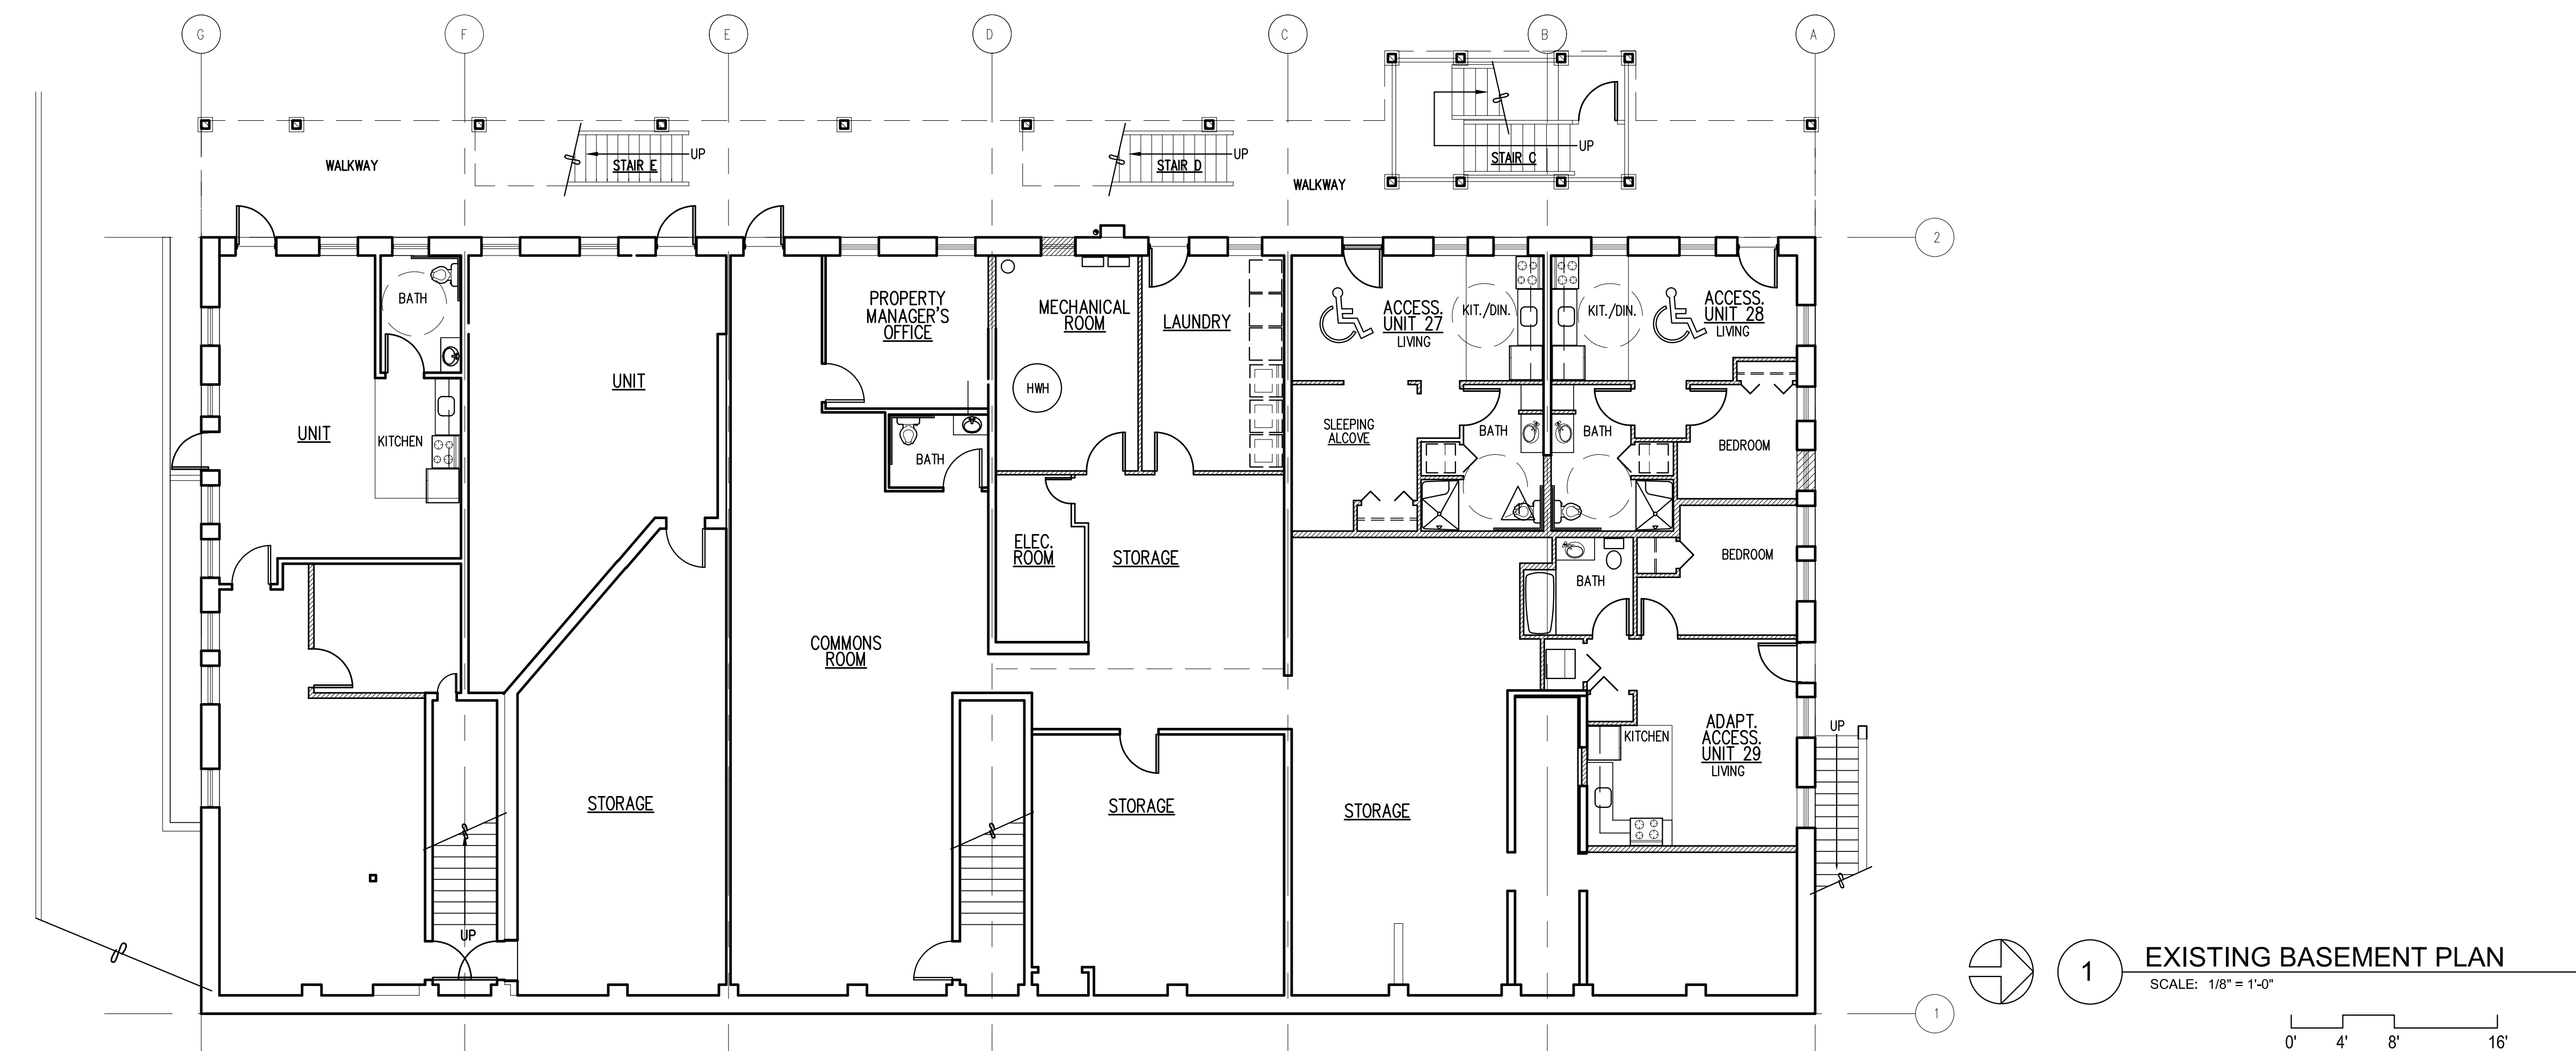 G F E D C B A
WALKWAY
STAIR E
UP
STAIR D
UP
WALKWAY
STAIR C
UP
2
BATH
UNIT
KITCHEN
UNIT
PROPERTY
MANAGER'S
OFFICE
BATH
MECHANICAL
ROOM
HWH
LAUNDRY
ACCESS.
UNIT 27
LIVING
KIT./DIN.
KIT./DIN.
ACCESS.
UNIT 28
LIVING
SLEEPING
ALCOVE
BATH
BATH
BEDROOM
ELEC.
ROOM
STORAGE
BEDROOM
BATH
COMMONS
ROOM
ADAPT.
ACCESS.
UNIT 29
LIVING
KITCHEN
UP
STORAGE
STORAGE
STORAGE
UP
1
1
EXISTING BASEMENT PLAN
SCALE: 1/8" = 1'-0"
0' 4' 8' 16'